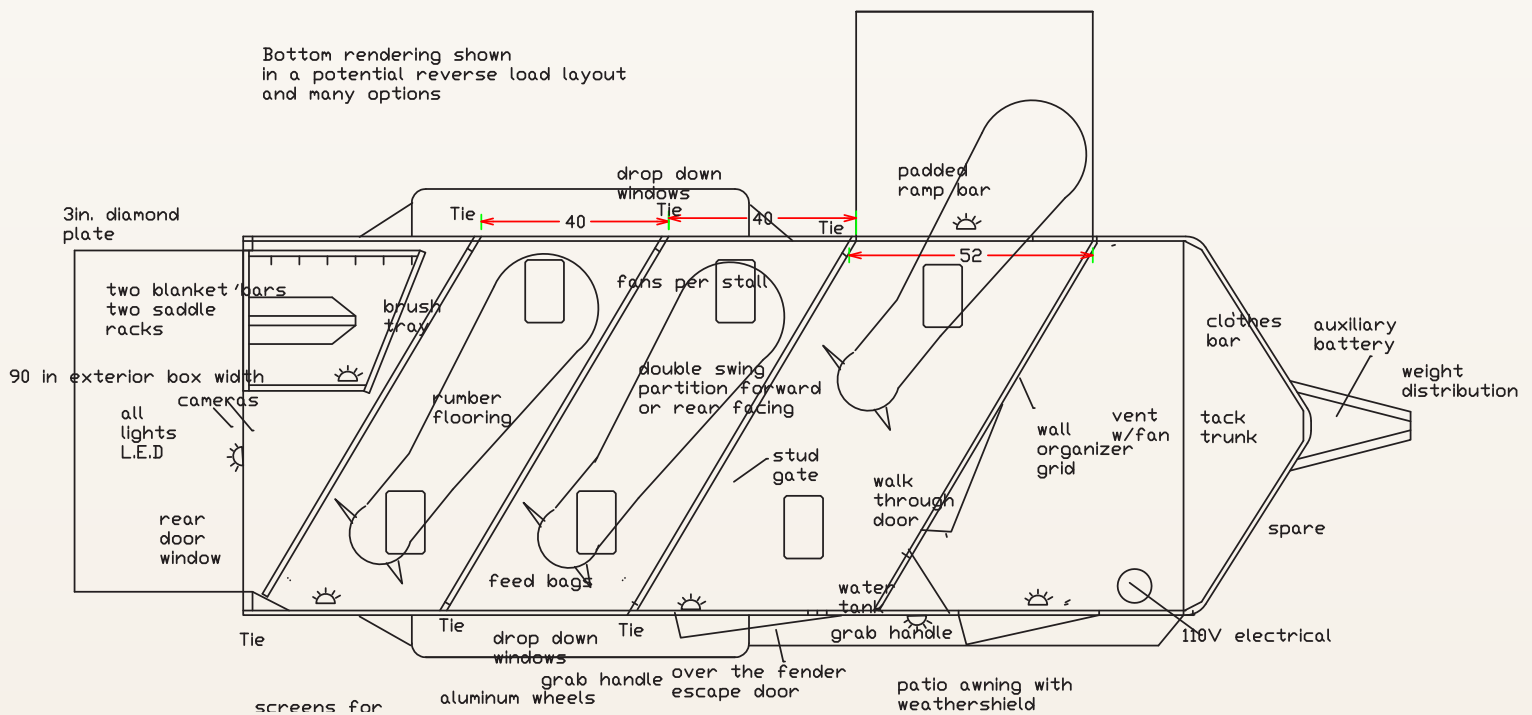 Bottom rendering shown
in a potential reverse load layout
and many options
drop down
windows
padded
ramp bar
3in. diamond
plate
Tie
Tie
Tie
40
40
52
two blanket bars
two saddle
racks
brush
tray
fans per stall
clothes
bar
auxiliary
battery
weight
distribution
90 in exterior box width
cameras
all
lights
L.E.D
rumber
flooring
double swing
partition forward
or rear facing
stud
gate
wall
organizer
grid
vent
w/fan
tack
trunk
walk
through
door
spare
rear
door
window
feed bags
water
tank
grab handle
110V electrical
Tie
Tie
Tie
drop down
windows
grab handle
aluminum wheels
over the fender
escape door
patio awning with
weathershield
screens for